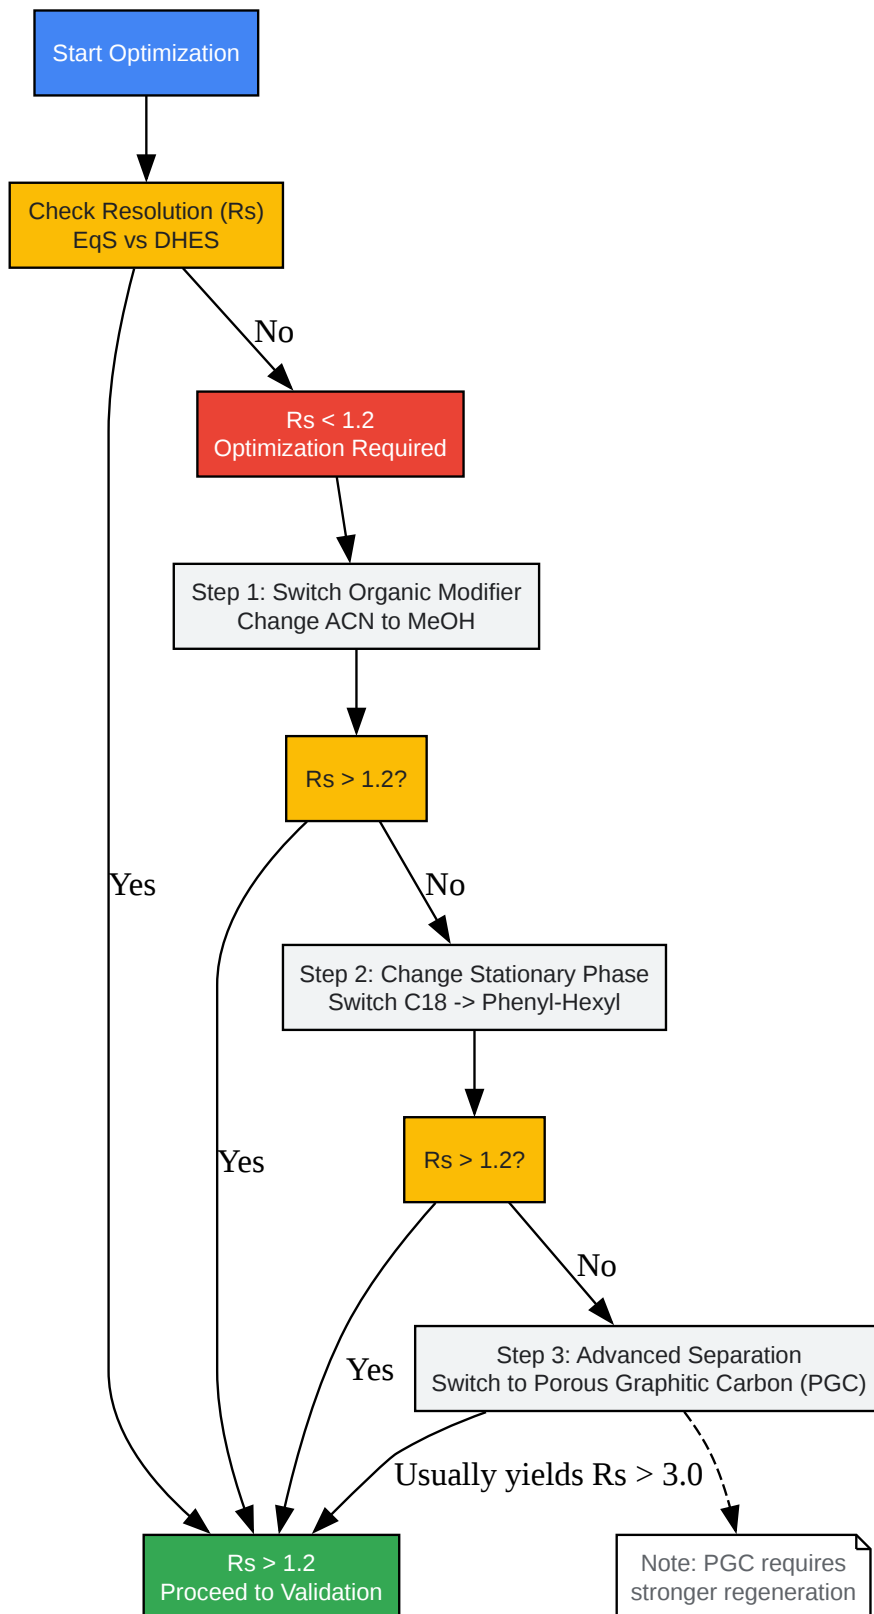 Start Optimization
Check Resolution (Rs)
EqS vs DHES
No
Rs < 1.2
Optimization Required
Step 1: Switch Organic Modifier
Change ACN to MeOH
Rs > 1.2?
Yes
No
Step 2: Change Stationary Phase
Switch C18 -> Phenyl-Hexyl
Rs > 1.2?
Yes
No
Step 3: Advanced Separation
Switch to Porous Graphitic Carbon (PGC)
Yes
Usually yields Rs > 3.0
Rs > 1.2
Proceed to Validation
Note: PGC requires
stronger regeneration